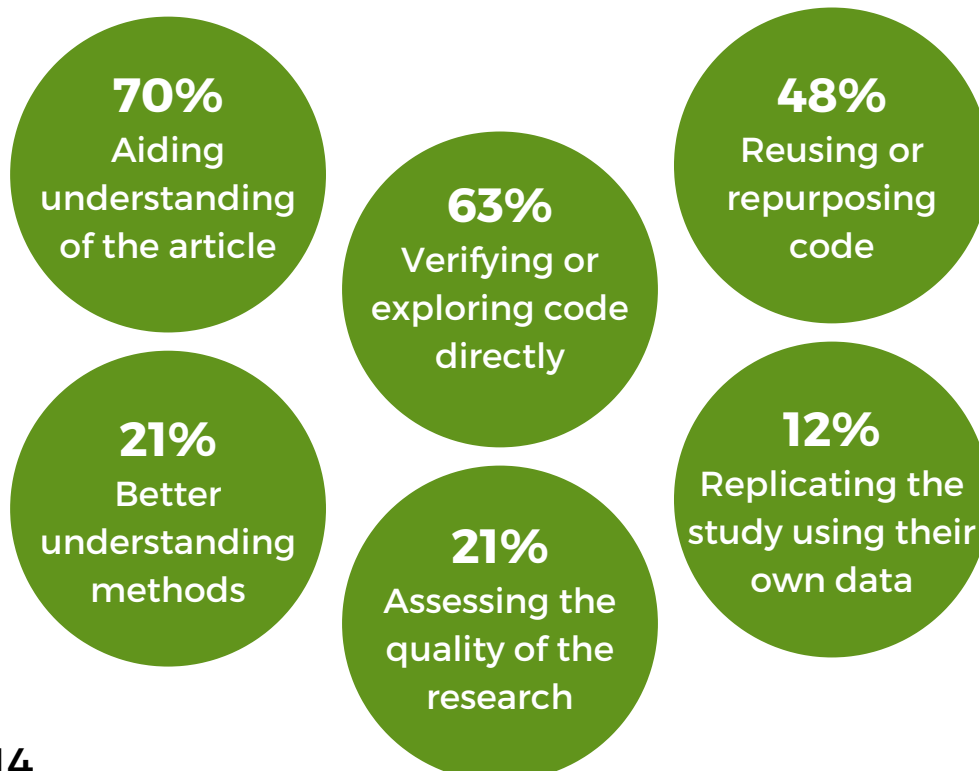 70%
Aiding
understanding
of the article
63%
Verifying or
exploring code
directly
48%
Reusing or
repurposing
code
21%
Better
understanding
methods
21%
Assessing the
quality of the
research
12%
Replicating the
study using their
own data